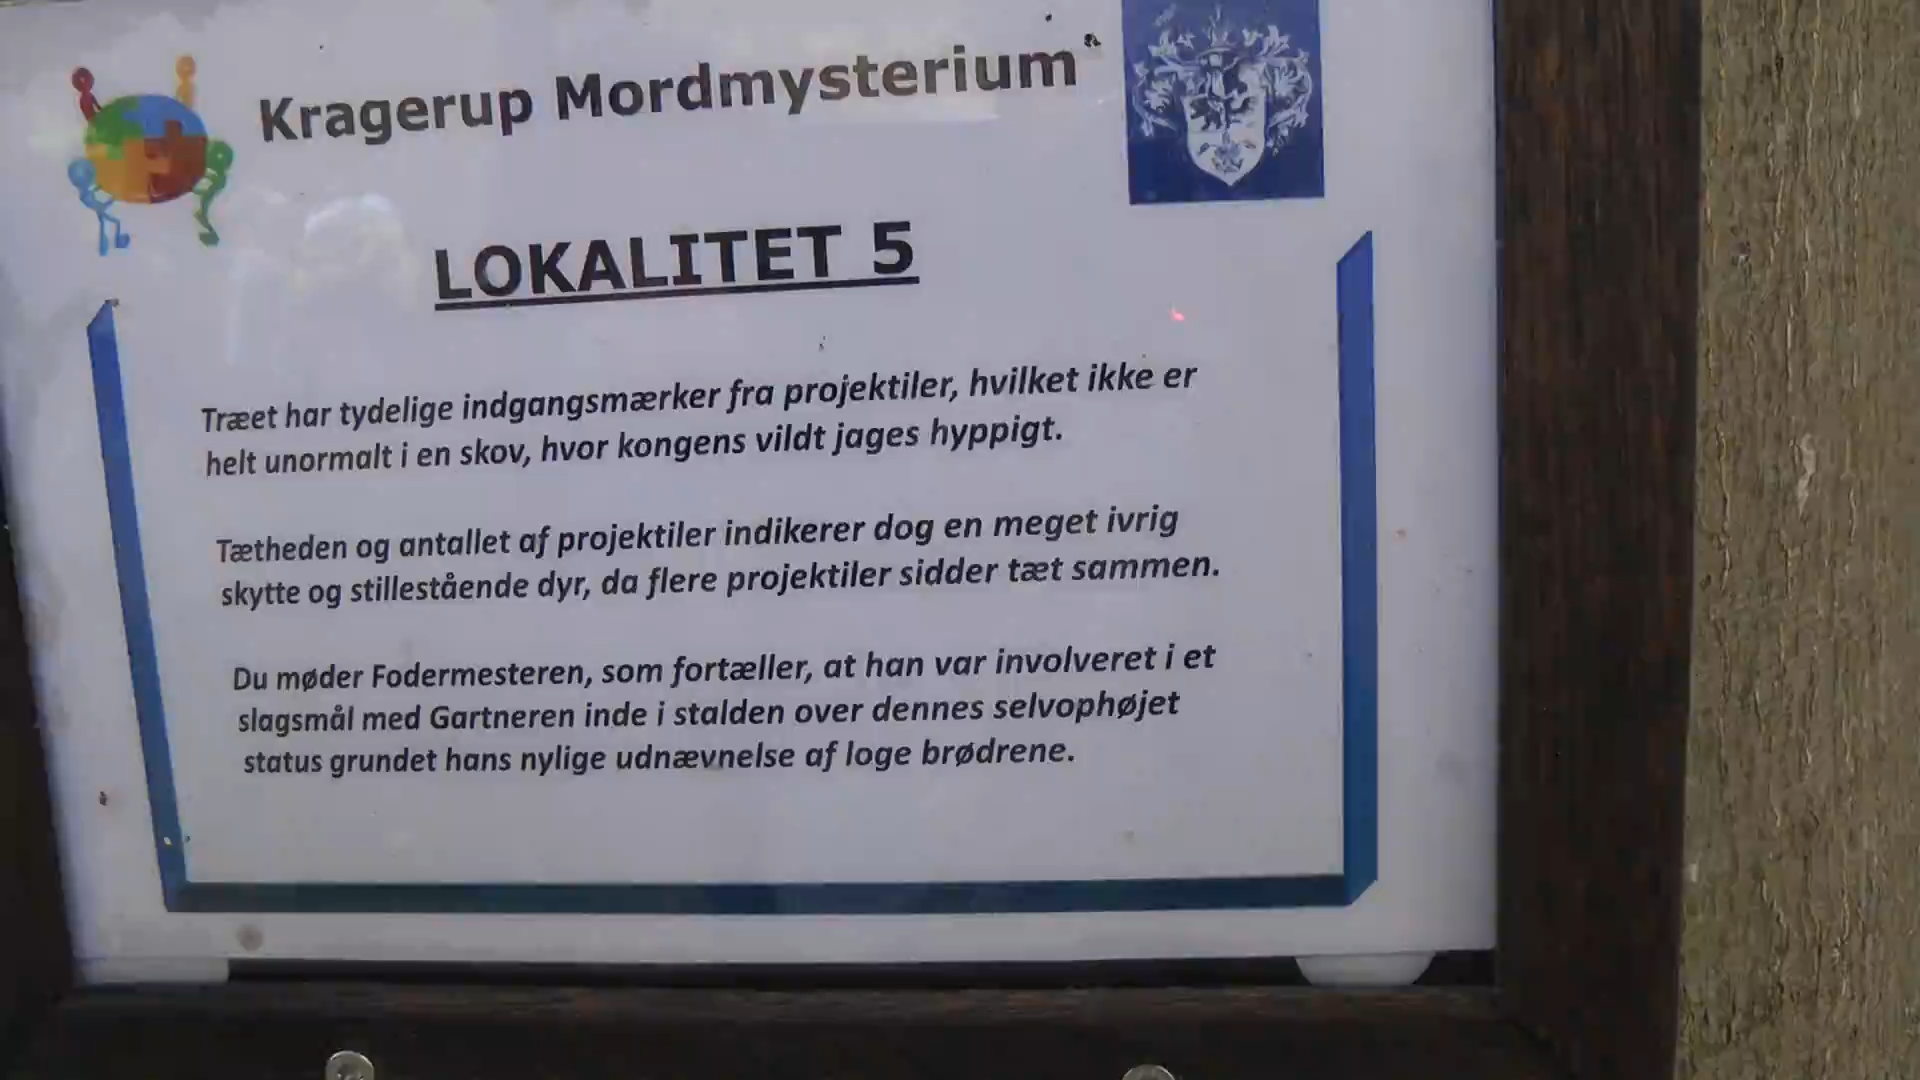 Kragerup Mordmysterium
LOKALITET 5
Træet har tydelige indgangsmærker fra projektiler, hvilket ikke er
helt unormalt i en skov, hvor kongens vildt jages hyppigt.
Tætheden og antallet af projektiler indikerer dog en meget ivrig
skytte og stillestående dyr, da flere projektiler sidder tæt sammen.
Du møder Fodermesteren, som fortæller, at han var involveret i et
slagsmål med Gartneren inde i stalden over dennes selvophøjet
status grundet hans nylige udnævnelse af loge brødrene.